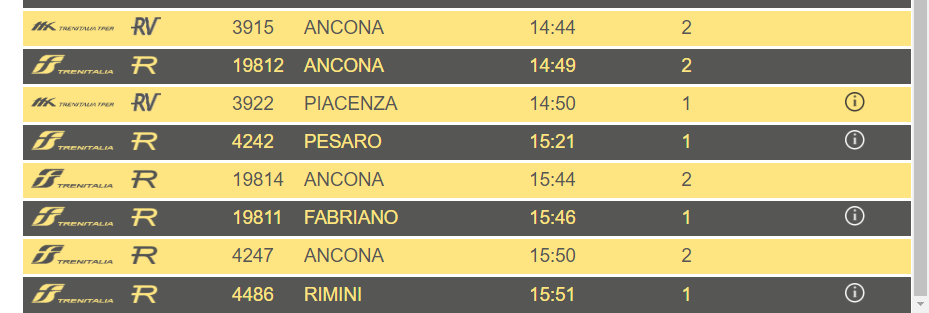 TRENITALIA TPER RV 3915 ANCONA 14:44 2
TRENITALIA R 19812 ANCONA 14:49 2
TRENITALIA TPER RV 3922 PIACENZA 14:50 1
TRENITALIA R 4242 PESARO 15:21 1
TRENITALIA R 19814 ANCONA 15:44 2
TRENITALIA R 19811 FABRIANO 15:46 1
TRENITALIA R 4247 ANCONA 15:50 2
TRENITALIA R 4486 RIMINI 15:51 1